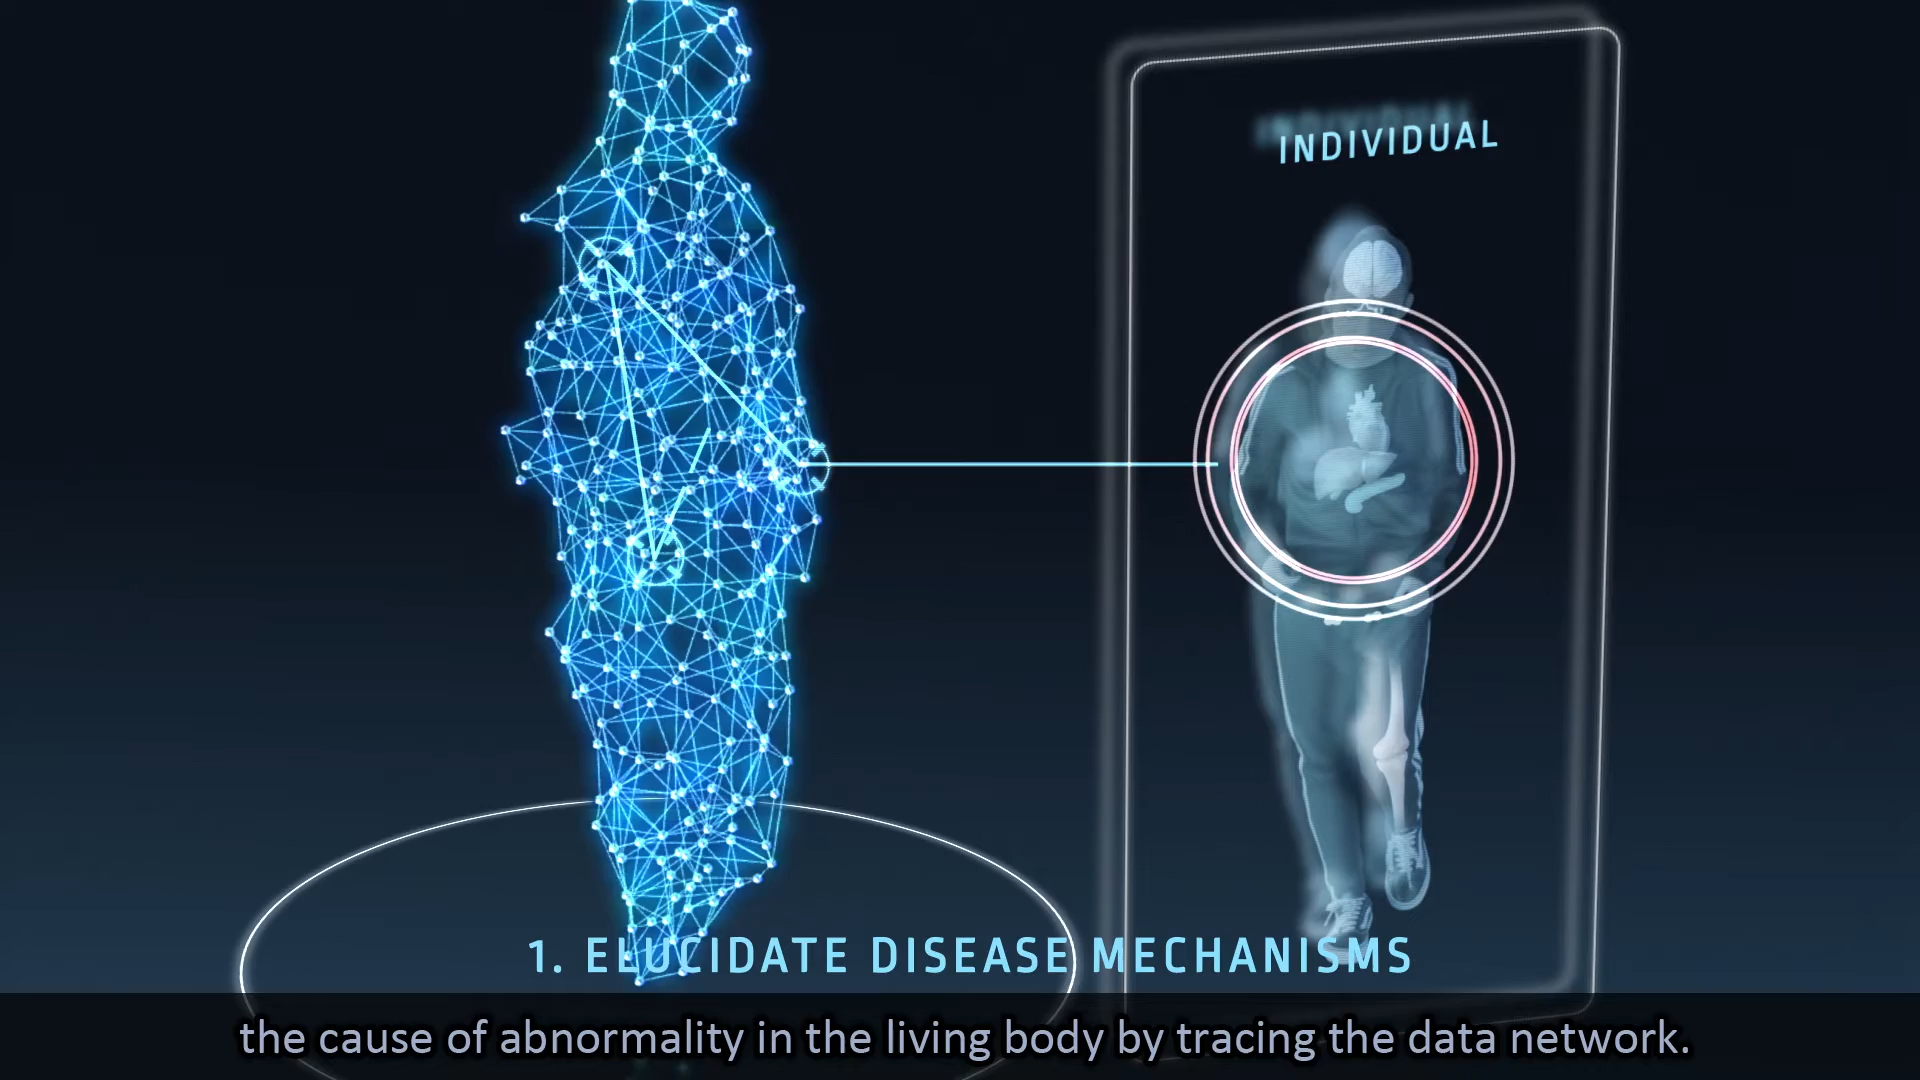 INDIVIDUAL
1. ELUCIDATE DISEASE MECHANISMS
the cause of abnormality in the living body by tracing the data network.